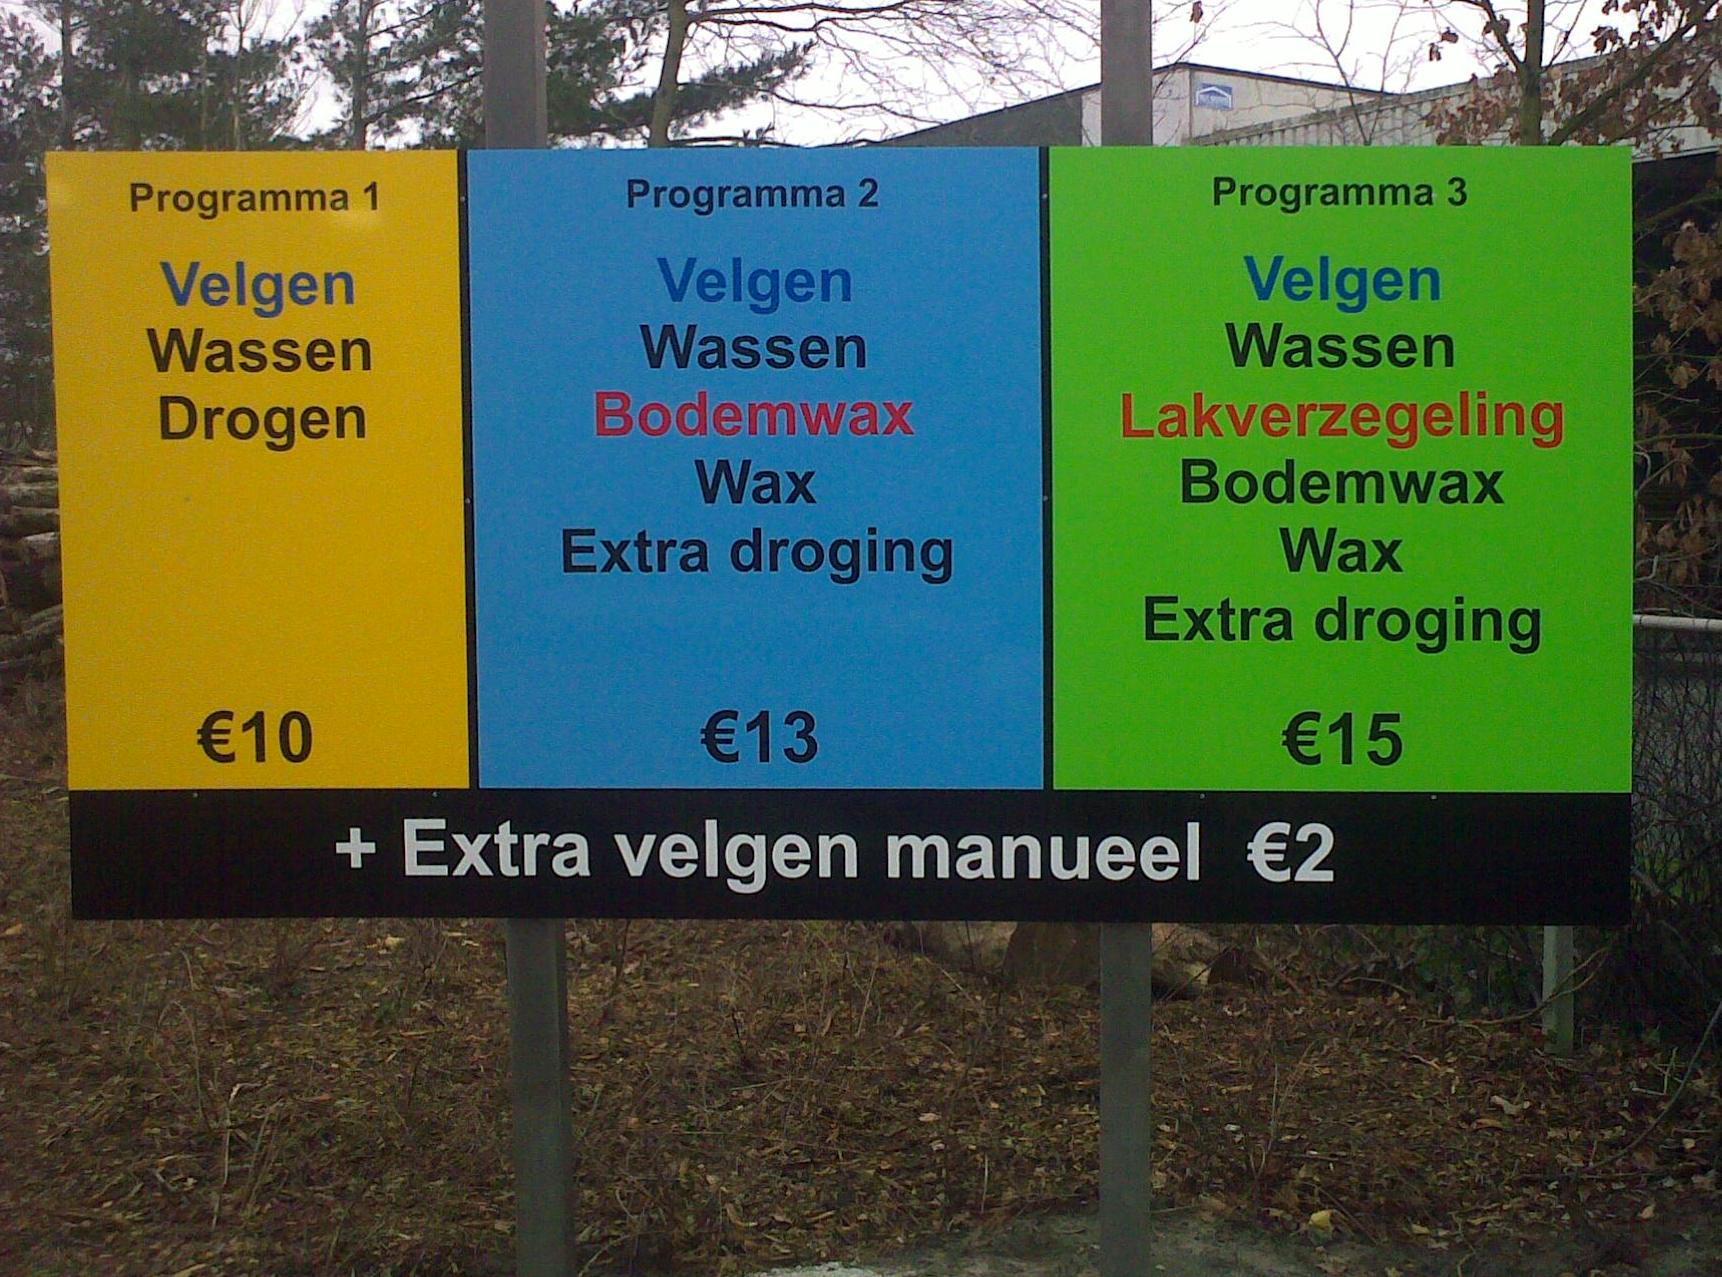 Programma 1
Velgen
Wassen
Drogen
€10
Programma 2
Velgen
Wassen
Bodemwax
Wax
Extra droging
€13
Programma 3
Velgen
Wassen
Lakverzegeling
Bodemwax
Wax
Extra droging
€15
+ Extra velgen manueel €2